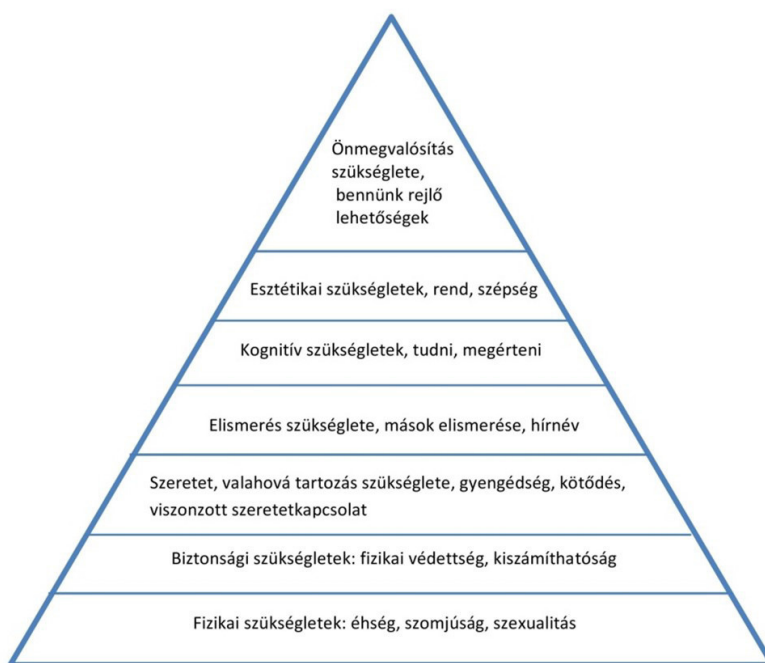 Önmegvalósítás
szükséglete,
bennünk rejlő
lehetőségek
Esztétikai szükségletek, rend, szépség
Kognitív szükségletek, tudni, megérteni
Elismerés szükséglete, mások elismerése, hírnév
Szeretet, valahová tartozás szükséglete, gyengédség, kötődés,
viszonzott szeretetkapcsolat
Biztonsági szükségletek: fizikai védettség, kiszámíthatóság
Fizikai szükségletek: éhség, szomjúság, szexualitás